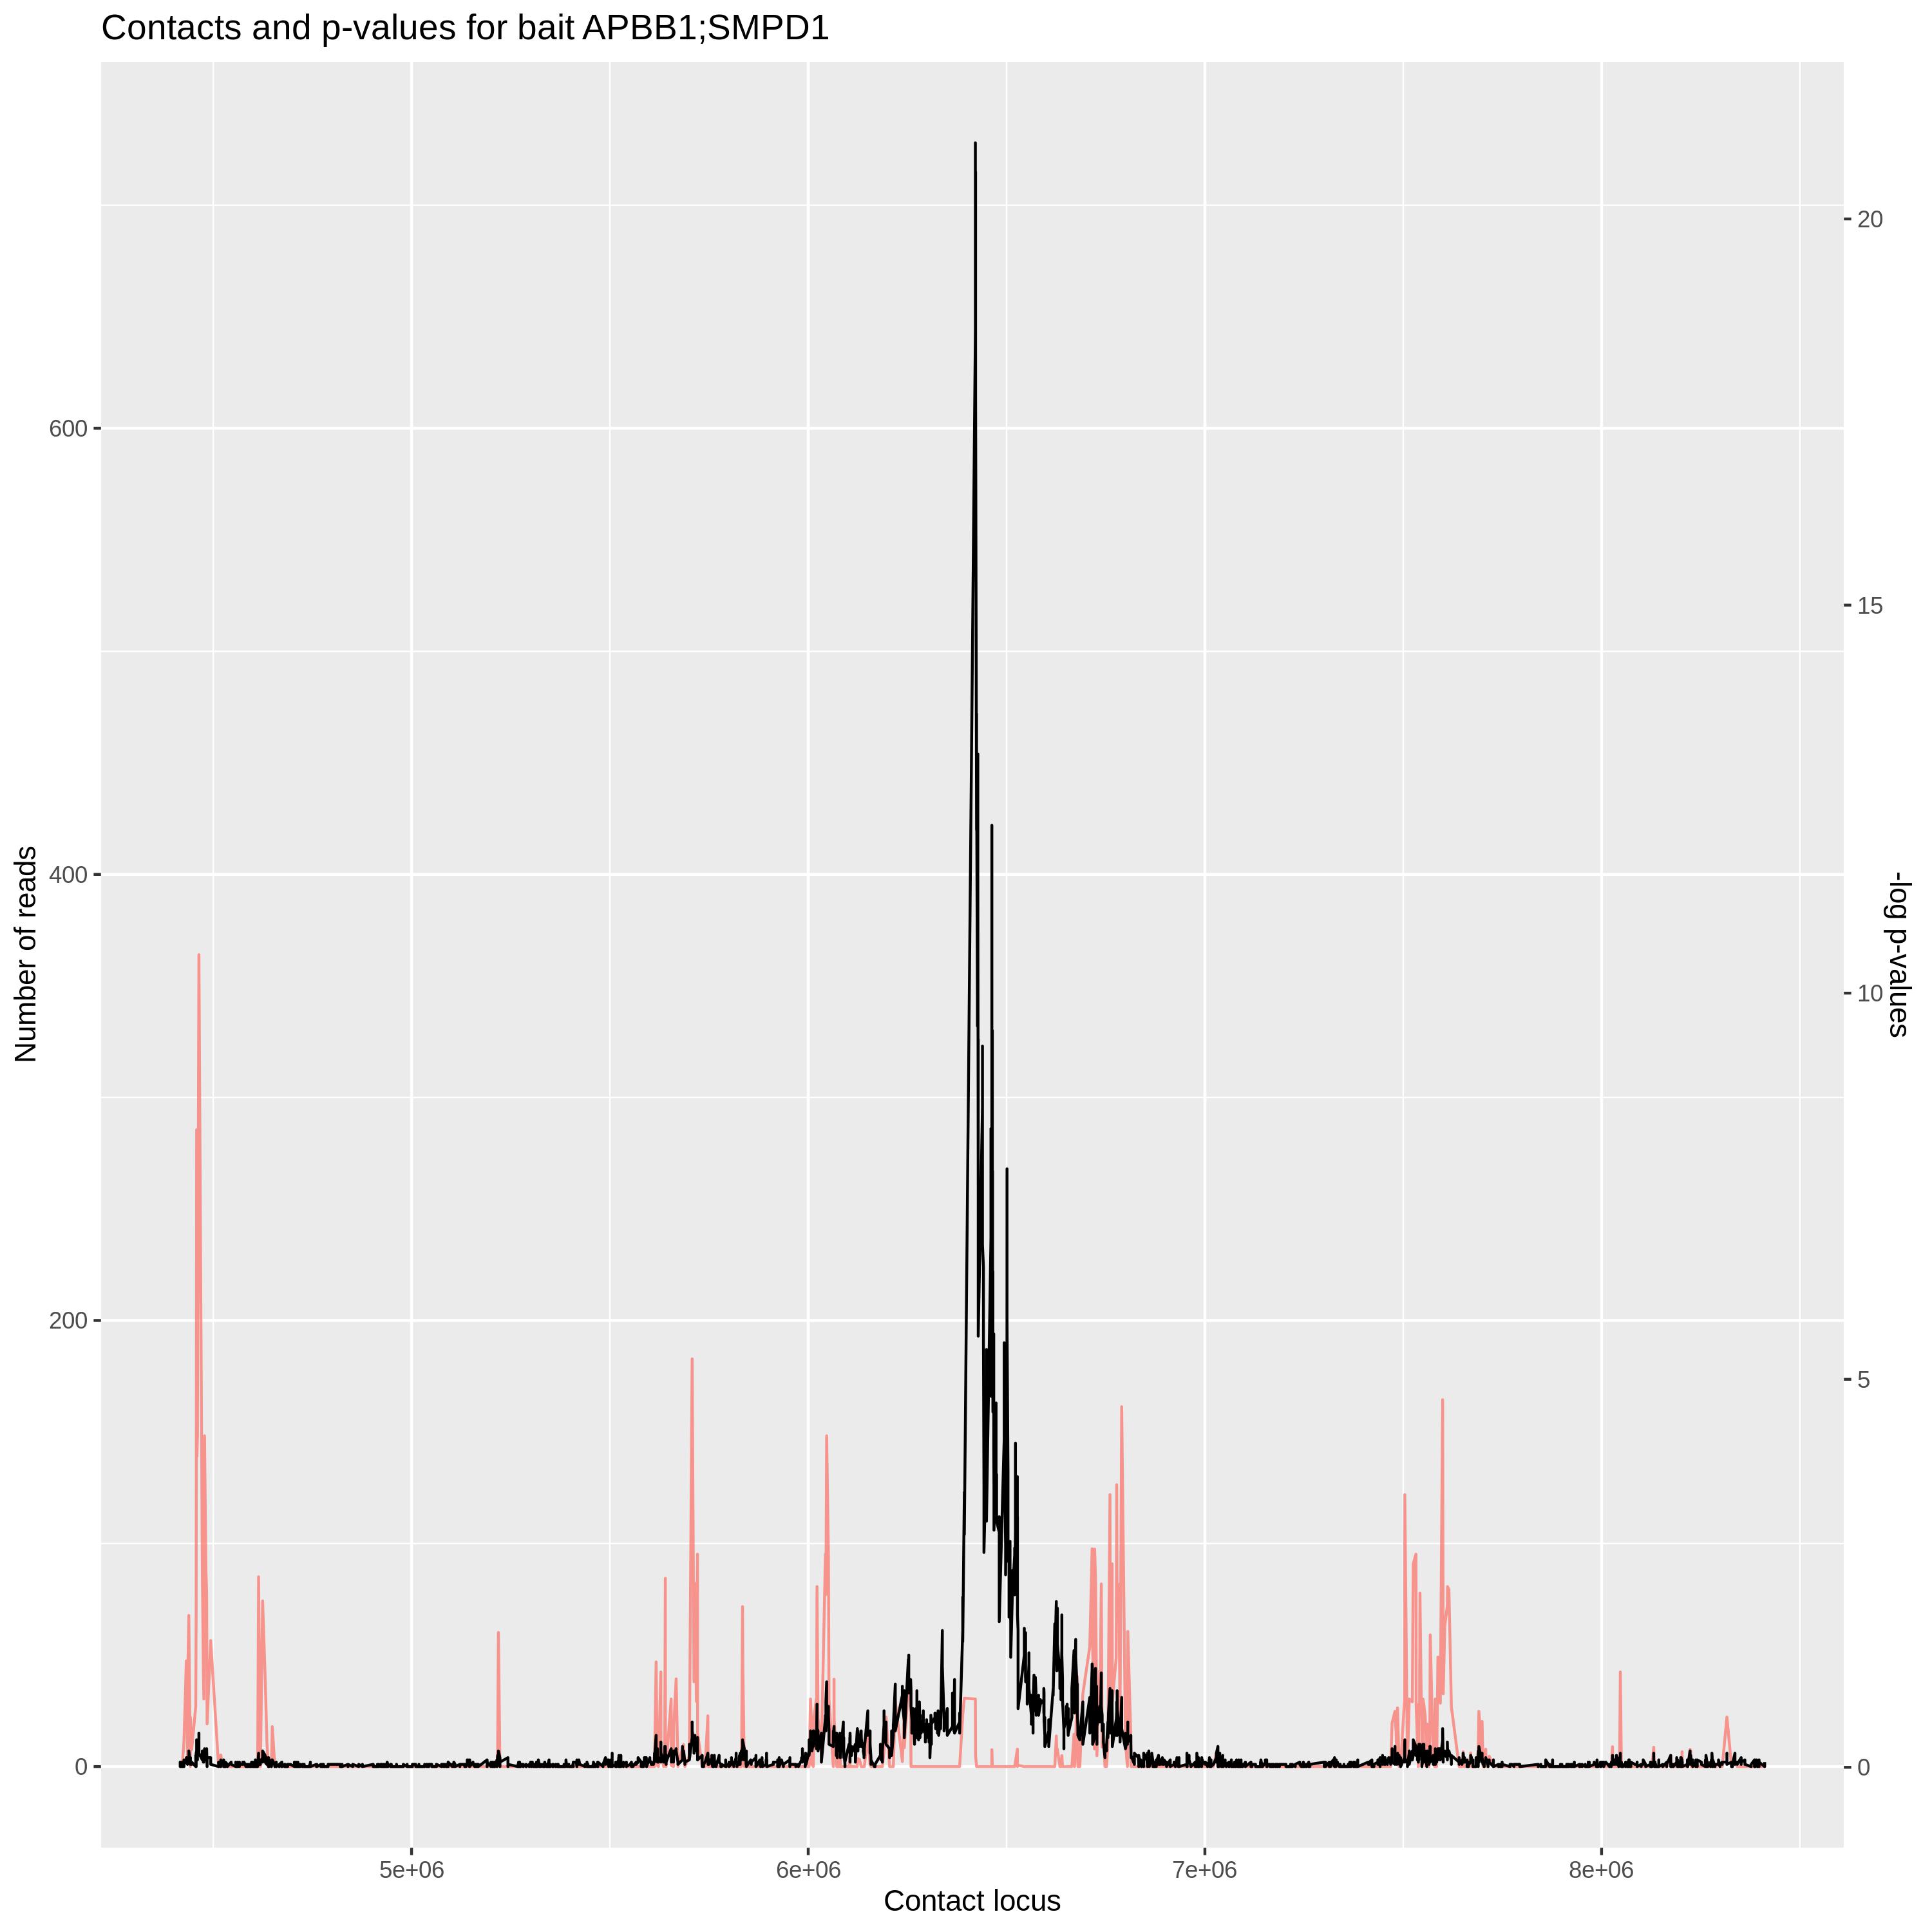 Contacts and p-values for bait APBB1;SMPD1
Number of reads
600
400
200
0
20
15
10
5
0
-log p-values
5e+06
6e+06
7e+06
8e+06
Contact locus